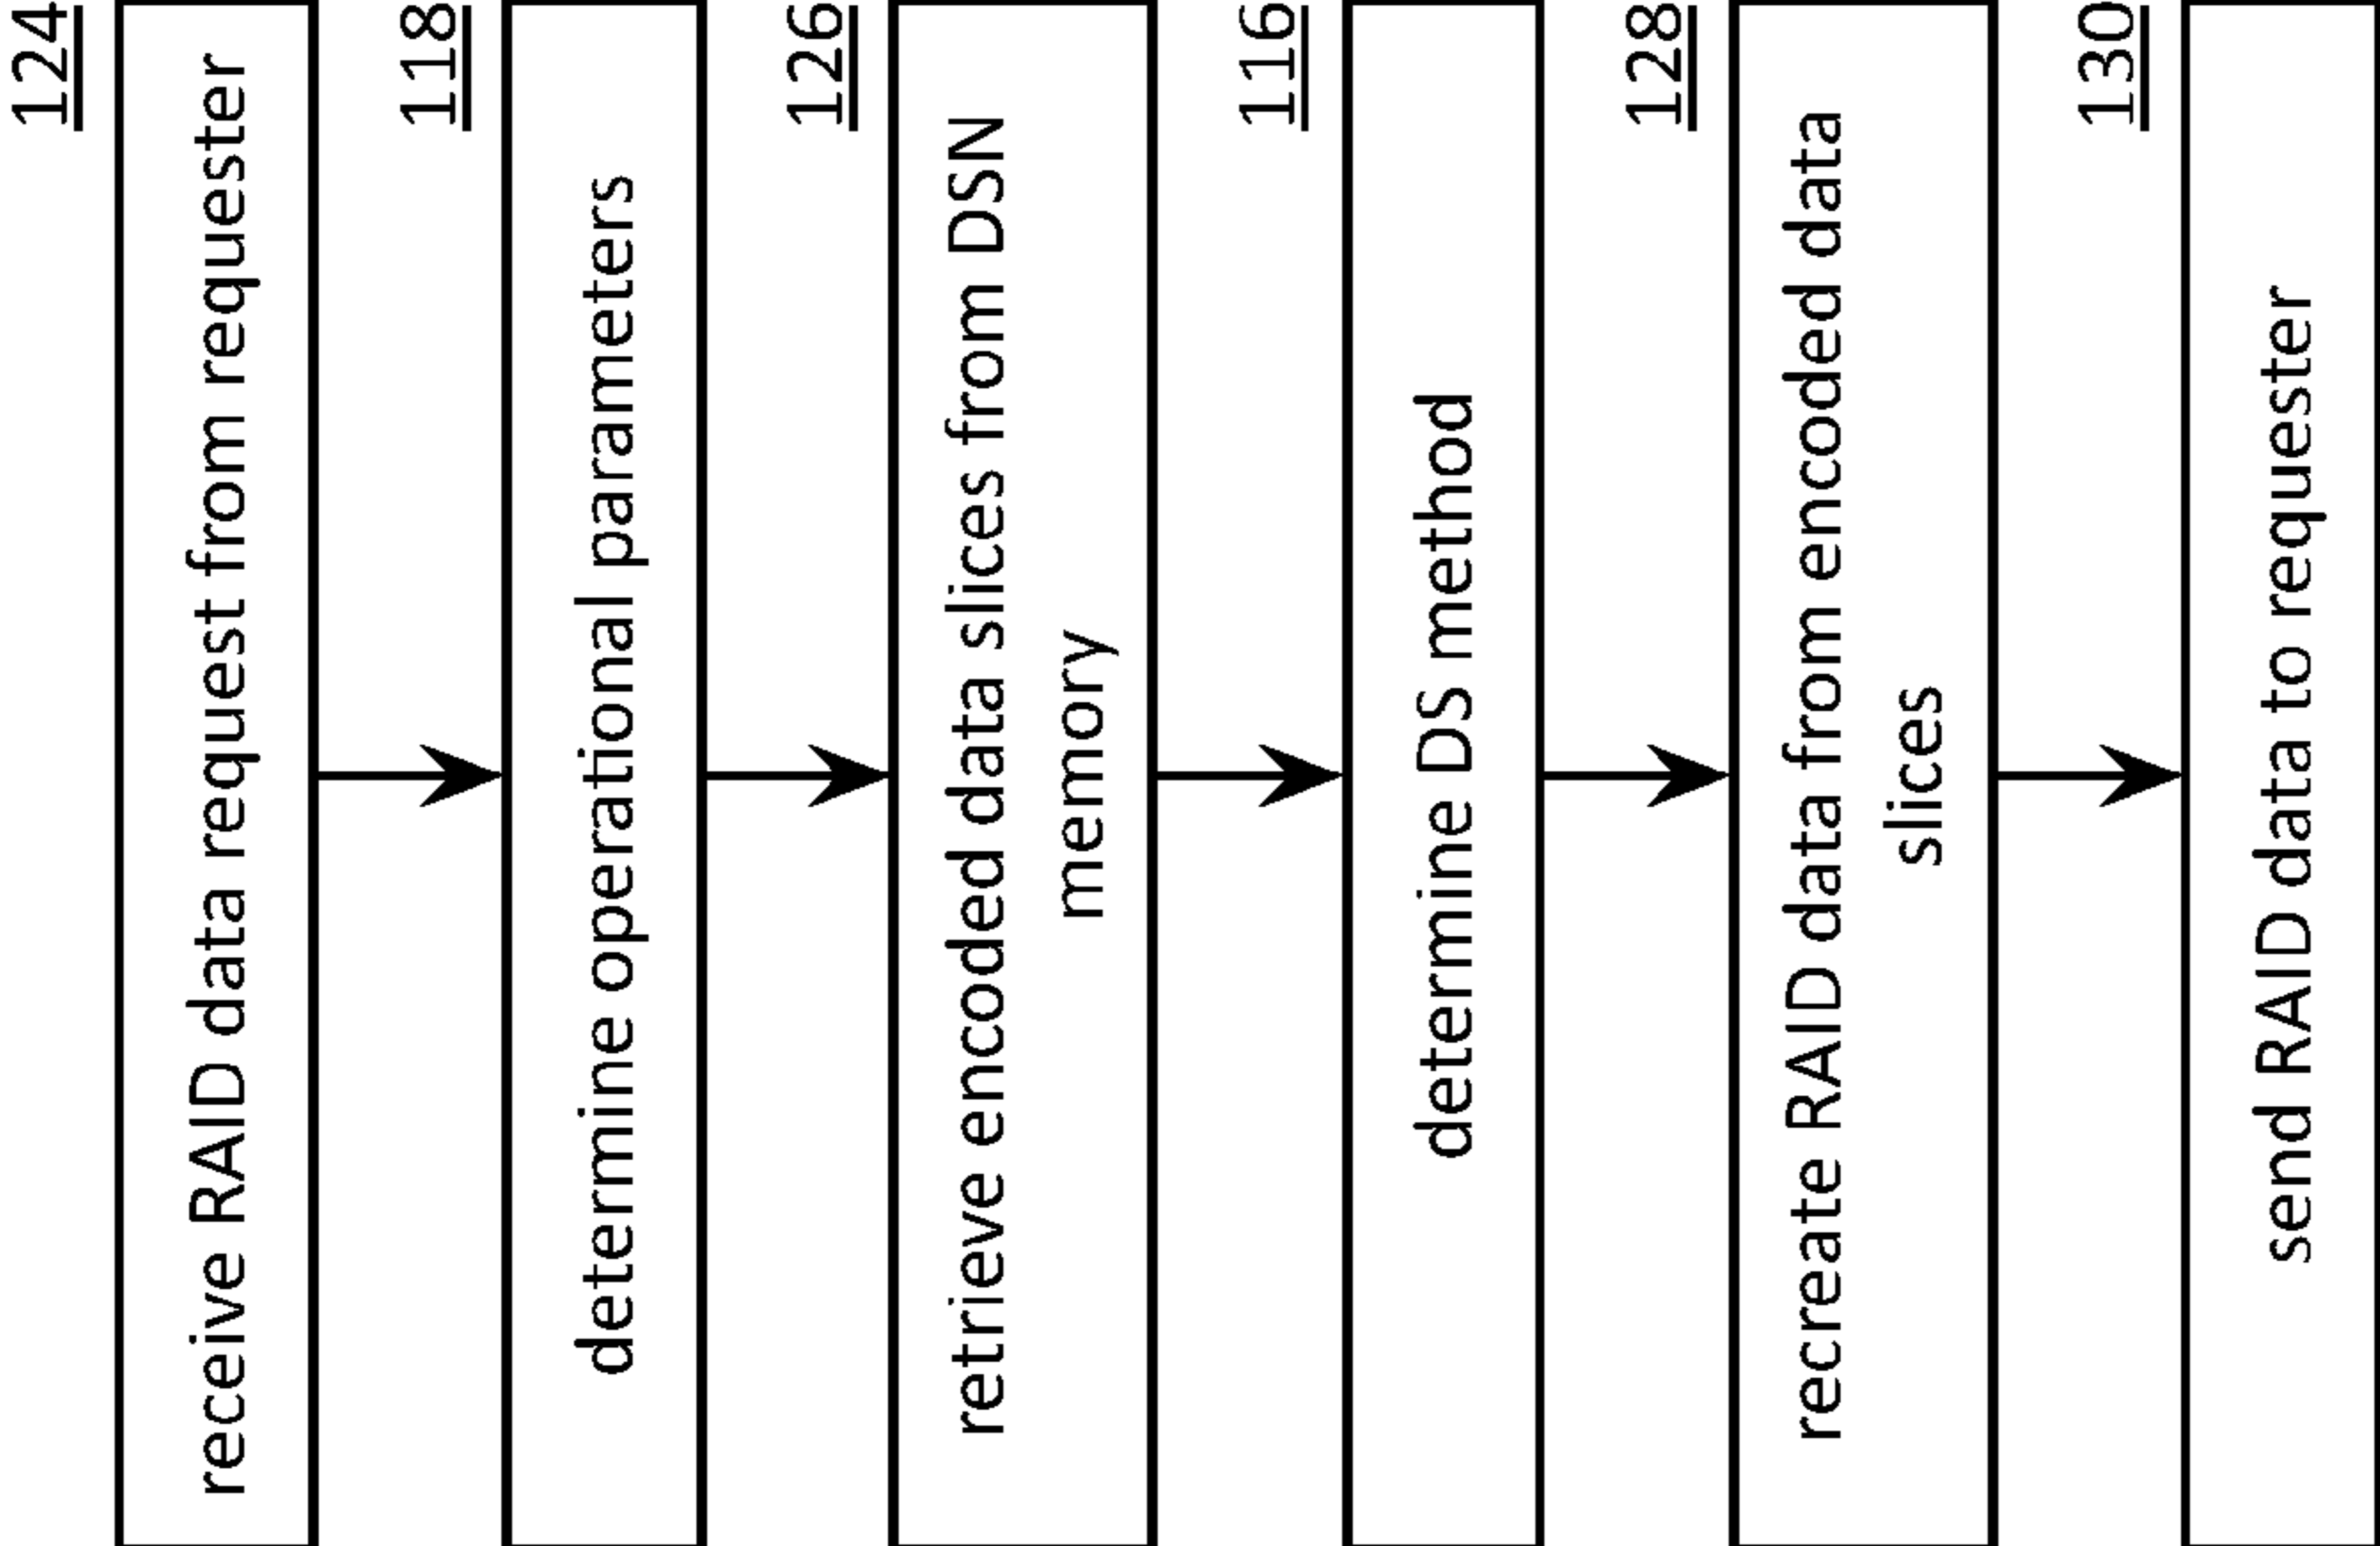 124
receive RAID data request from requester
118
determine operational parameters
126
retrieve encoded data slices from DSN
memory
116
determine DS method
128
recreate RAID data from encoded data
slices
130
send RAID data to requester